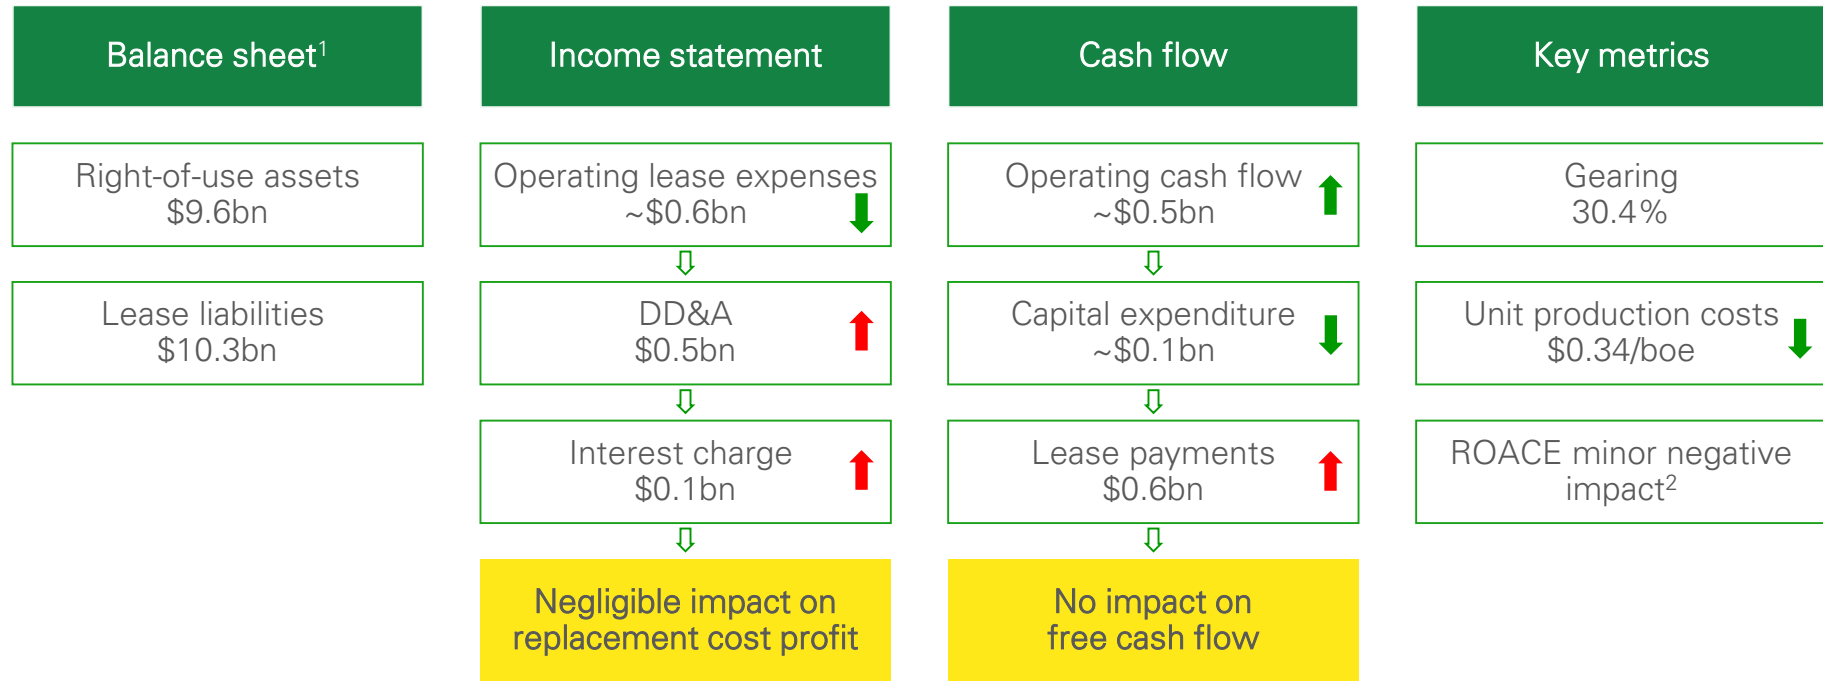 Balance sheet¹
Right-of-use assets
$9.6bn
Lease liabilities
$10.3bn
Income statement
Operating lease expenses
~$0.6bn
DD&A
$0.5bn
Interest charge
$0.1bn
Negligible impact on
replacement cost profit
Cash flow
Operating cash flow
~$0.5bn
Capital expenditure
~$0.1bn
Lease payments
$0.6bn
No impact on
free cash flow
Key metrics
Gearing
30.4%
Unit production costs
$0.34/boe
ROACE minor negative
impact²